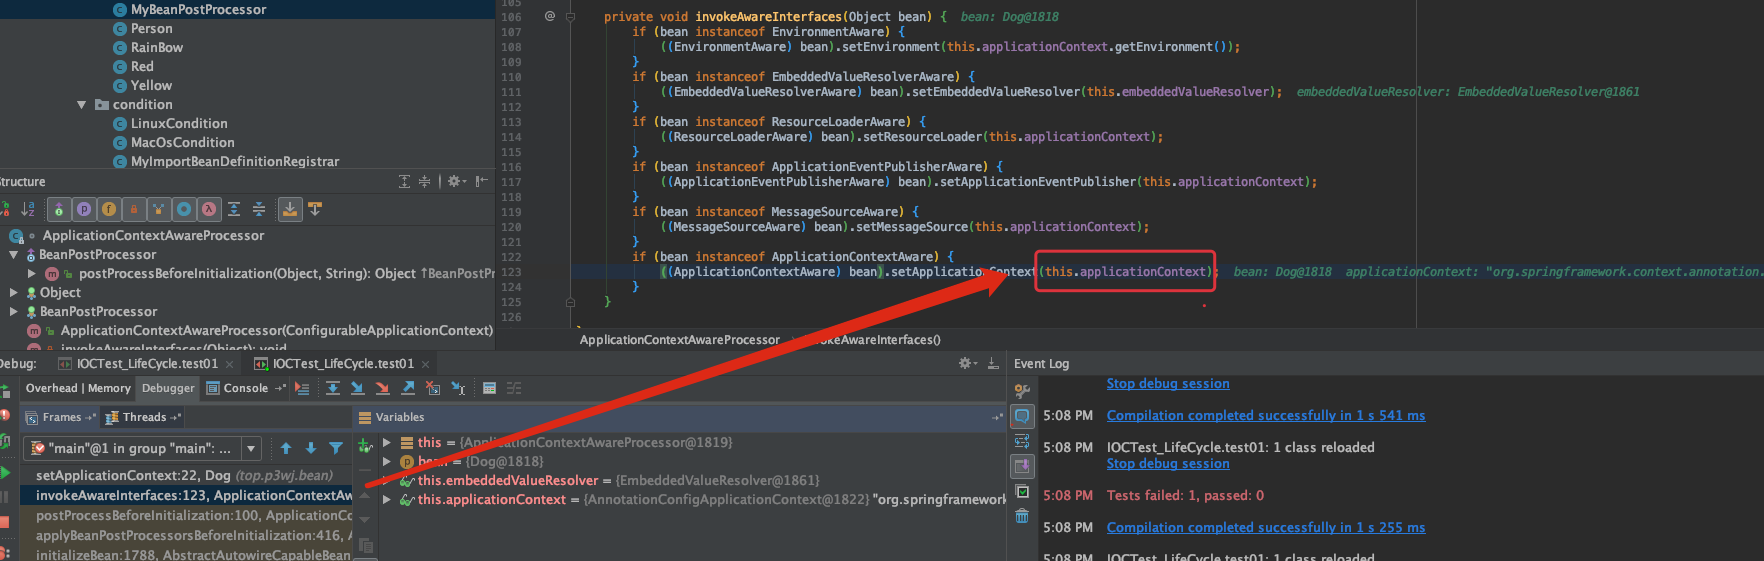 MyBeanPostProcessor
Person
RainBow
Red
Yellow
condition
LinuxCondition
MacOsCondition
MyImportBeanDefinitionRegistrar
Structure
ApplicationContextAwareProcessor
BeanPostProcessor
postProcessBeforeInitialization(Object, String): Object ↑BeanPostPr
Object
BeanPostProcessor
ApplicationContextAwareProcessor(ConfigurableApplicationContext)
invokeAwareInterfaces(Object): void
105
106 @ private void invokeAwareInterfaces(Object bean) { bean: Dog@1818
107 if (bean instanceof EnvironmentAware) {
108 ((EnvironmentAware) bean).setEnvironment(this.applicationContext.getEnvironment());
109 }
110 if (bean instanceof EmbeddedValueResolverAware) {
111 ((EmbeddedValueResolverAware) bean).setEmbeddedValueResolver(this.embeddedValueResolver); embeddedValueResolver: EmbeddedValueResolver@1861
112 }
113 if (bean instanceof ResourceLoaderAware) {
114 ((ResourceLoaderAware) bean).setResourceLoader(this.applicationContext);
115 }
116 if (bean instanceof ApplicationEventPublisherAware) {
117 ((ApplicationEventPublisherAware) bean).setApplicationEventPublisher(this.applicationContext);
118 }
119 if (bean instanceof MessageSourceAware) {
120 ((MessageSourceAware) bean).setMessageSource(this.applicationContext);
121 }
122 if (bean instanceof ApplicationContextAware) {
123 ((ApplicationContextAware) bean).setApplicationContext(this.applicationContext); bean: Dog@1818 applicationContext: "org.springframework.context.annotation.
124 }
125 }
126
ApplicationContextAwareProcessor okeAwareInterfaces()
Debug: IOCTest_LifeCycle.test01 × IOCTest_LifeCycle.test01 ×
Overhead | Memory Debugger Console
Frames Threads
"main"@1 in group "main": ...
setApplicationContext:22, Dog (top.p3wj.bean)
invokeAwareInterfaces:123, ApplicationContextAw
postProcessBeforeInitialization:100, ApplicationCo
applyBeanPostProcessorsBeforeInitialization:416, A
initializeBean:1788, AbstractAutowireCapableBean
Variables
this = {ApplicationContextAwareProcessor@1819}
bean = {Dog@1818}
this.embeddedValueResolver = {EmbeddedValueResolver@1861}
this.applicationContext = {AnnotationConfigApplicationContext@1822} "org.springframework
Event Log
Stop debug session
5:08 PM Compilation completed successfully in 1 s 541 ms
5:08 PM IOCTest_LifeCycle.test01: 1 class reloaded
Stop debug session
5:08 PM Tests failed: 1, passed: 0
5:08 PM Compilation completed successfully in 1 s 255 ms
5:08 PM IOCTest_LifeCycle.test01: 1 class reloaded